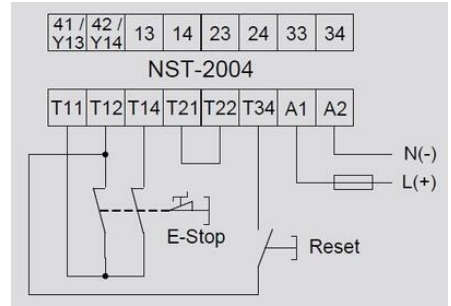 41 / 42 / 13 14 23 24 33 34
Y13 Y14
NST-2004
T11 T12 T14 T21 T22 T34 A1 A2
N(-)
L(+)
E-Stop
Reset